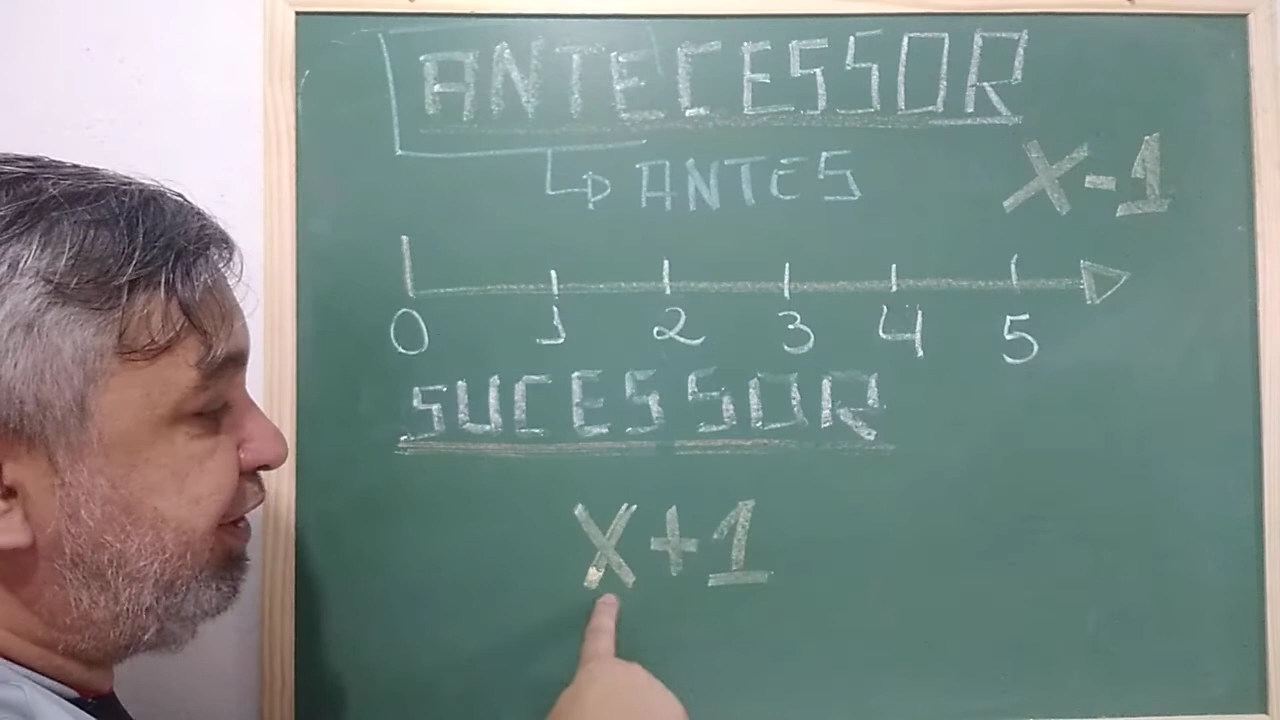 ANTECESSOR
↳ ANTES
X-1
0 1 2 3 4 5
SUCESSOR
X+1